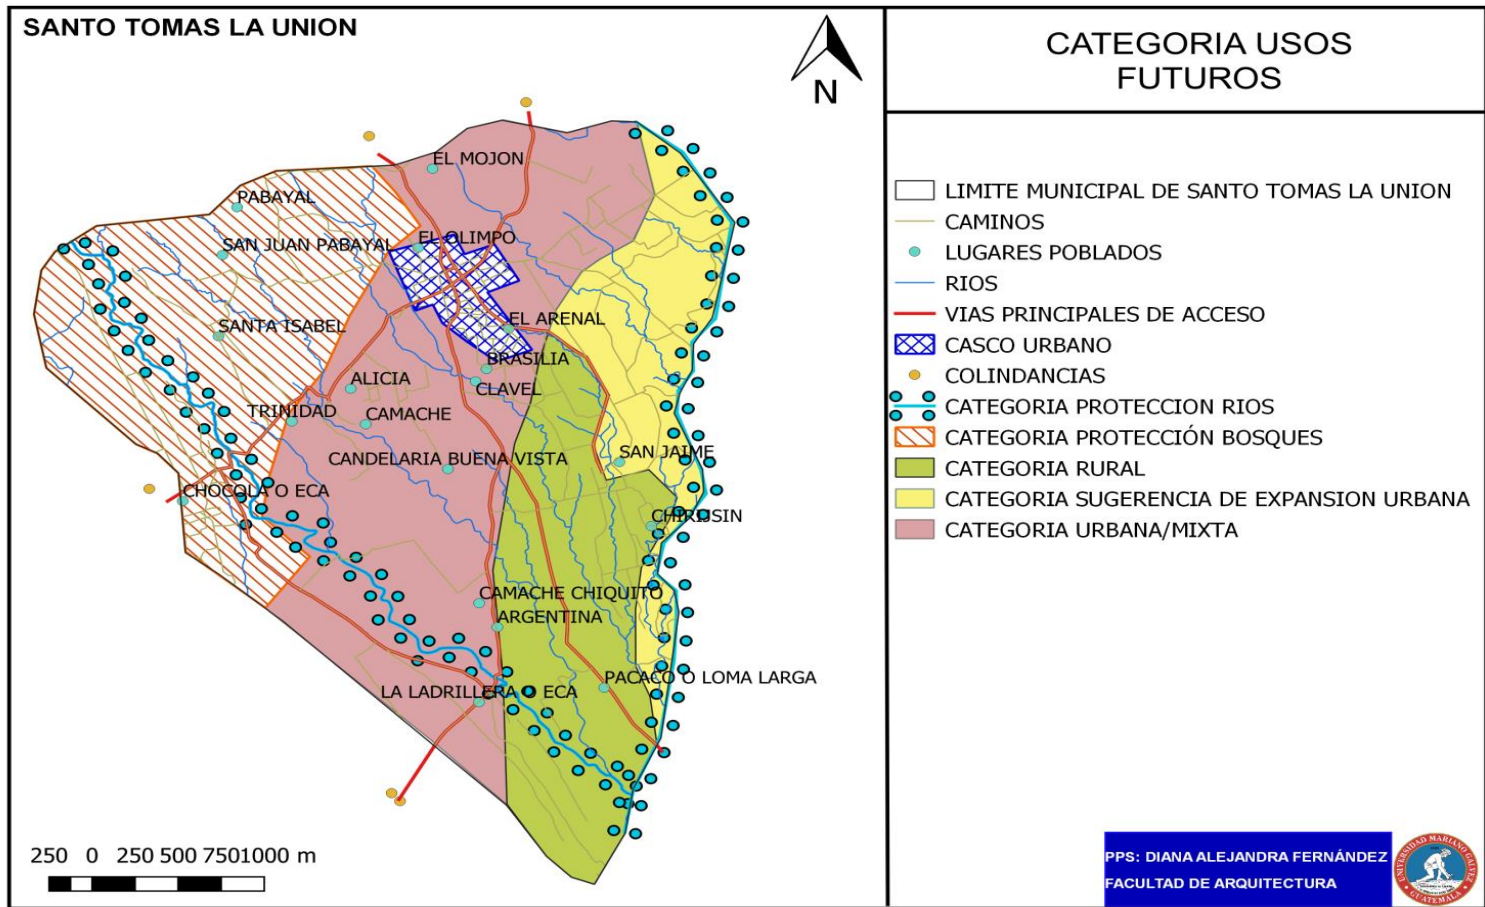 SANTO TOMAS LA UNION
N
CATEGORIA USOS
FUTUROS
EL MOJON
PABAYAL
EL OLIMPO
SAN JUAN PABAYAL
SANTA ISABEL
EL ARENAL
BRASILIA
ALICIA
CLAVEL
TRINIDAD
CAMACHE
CANDELARIA BUENA VISTA
SAN JAIME
CHOCOLA O ECA
CHIRIJSIN
CAMACHE CHIQUITO
ARGENTINA
PACACO O LOMA LARGA
LA LADRILLERA O ECA
250 0 250 500 7501000 m
LIMITE MUNICIPAL DE SANTO TOMAS LA UNION
CAMINOS
LUGARES POBLADOS
RIOS
VIAS PRINCIPALES DE ACCESO
CASCO URBANO
COLINDANCIAS
CATEGORIA PROTECCION RIOS
CATEGORIA PROTECCIÓN BOSQUES
CATEGORIA RURAL
CATEGORIA SUGERENCIA DE EXPANSION URBANA
CATEGORIA URBANA/MIXTA
PPS: DIANA ALEJANDRA FERNÁNDEZ
FACULTAD DE ARQUITECTURA
UNIVERSIDAD MARIANO GALVEZ
GUATEMALA